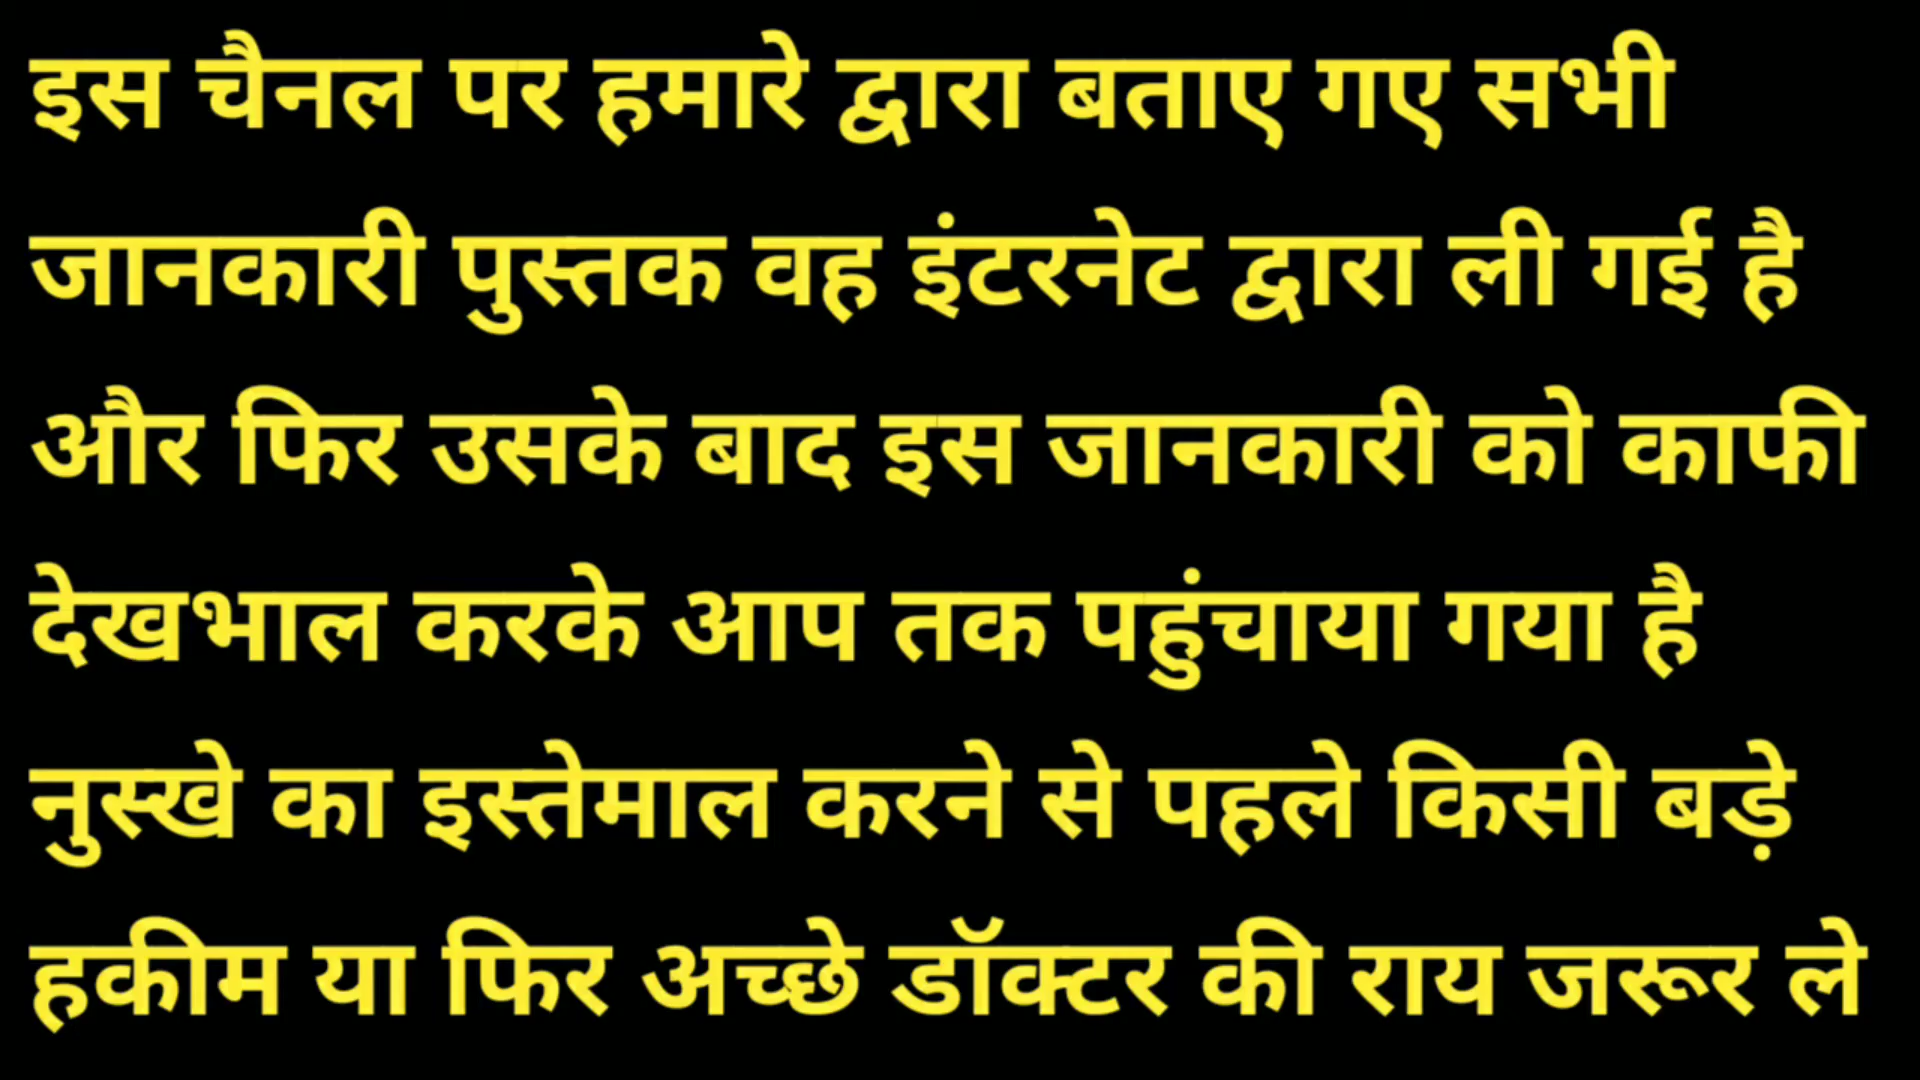 इस चैनल पर हमारे द्वारा बताए गए सभी
जानकारी पुस्तक वह इंटरनेट द्वारा ली गई है
और फिर उसके बाद इस जानकारी को काफी
देखभाल करके आप तक पहुंचाया गया है
नुस्खे का इस्तेमाल करने से पहले किसी बड़े
हकीम या फिर अच्छे डॉक्टर की राय जरूर ले